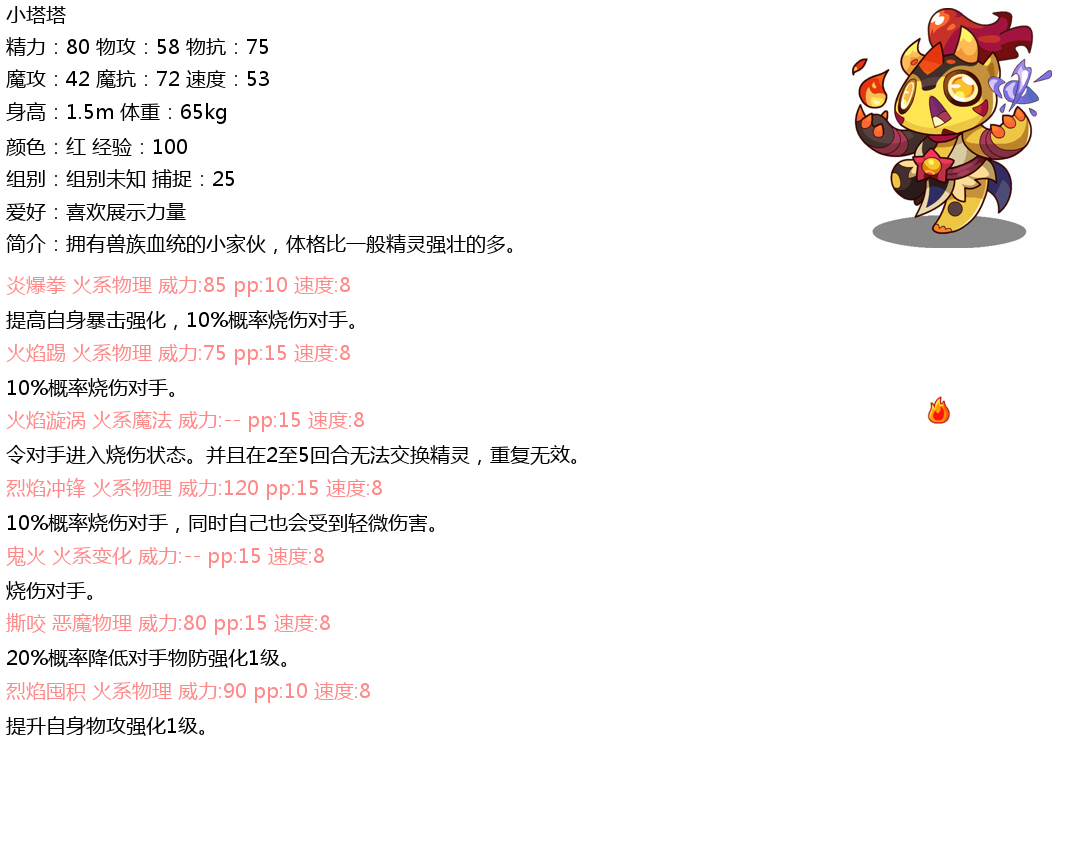 小塔塔
精力：80 物攻：58 物抗：75
魔攻：42 魔抗：72 速度：53
身高：1.5m 体重：65kg
颜色：红 经验：100
组别：组别未知 捕捉：25
爱好：喜欢展示力量
简介：拥有兽族血统的小家伙，体格比一般精灵强壮的多。
炎爆拳 火系物理 威力:85 pp:10 速度:8
提高自身暴击强化，10%概率烧伤对手。
火焰踢 火系物理 威力:75 pp:15 速度:8
10%概率烧伤对手。
火焰漩涡 火系魔法 威力:-- pp:15 速度:8
令对手进入烧伤状态。并且在2至5回合无法交换精灵，重复无效。
烈焰冲锋 火系物理 威力:120 pp:15 速度:8
10%概率烧伤对手，同时自己也会受到轻微伤害。
鬼火 火系变化 威力:-- pp:15 速度:8
烧伤对手。
撕咬 恶魔物理 威力:80 pp:15 速度:8
20%概率降低对手物防强化1级。
烈焰囤积 火系物理 威力:90 pp:10 速度:8
提升自身物攻强化1级。